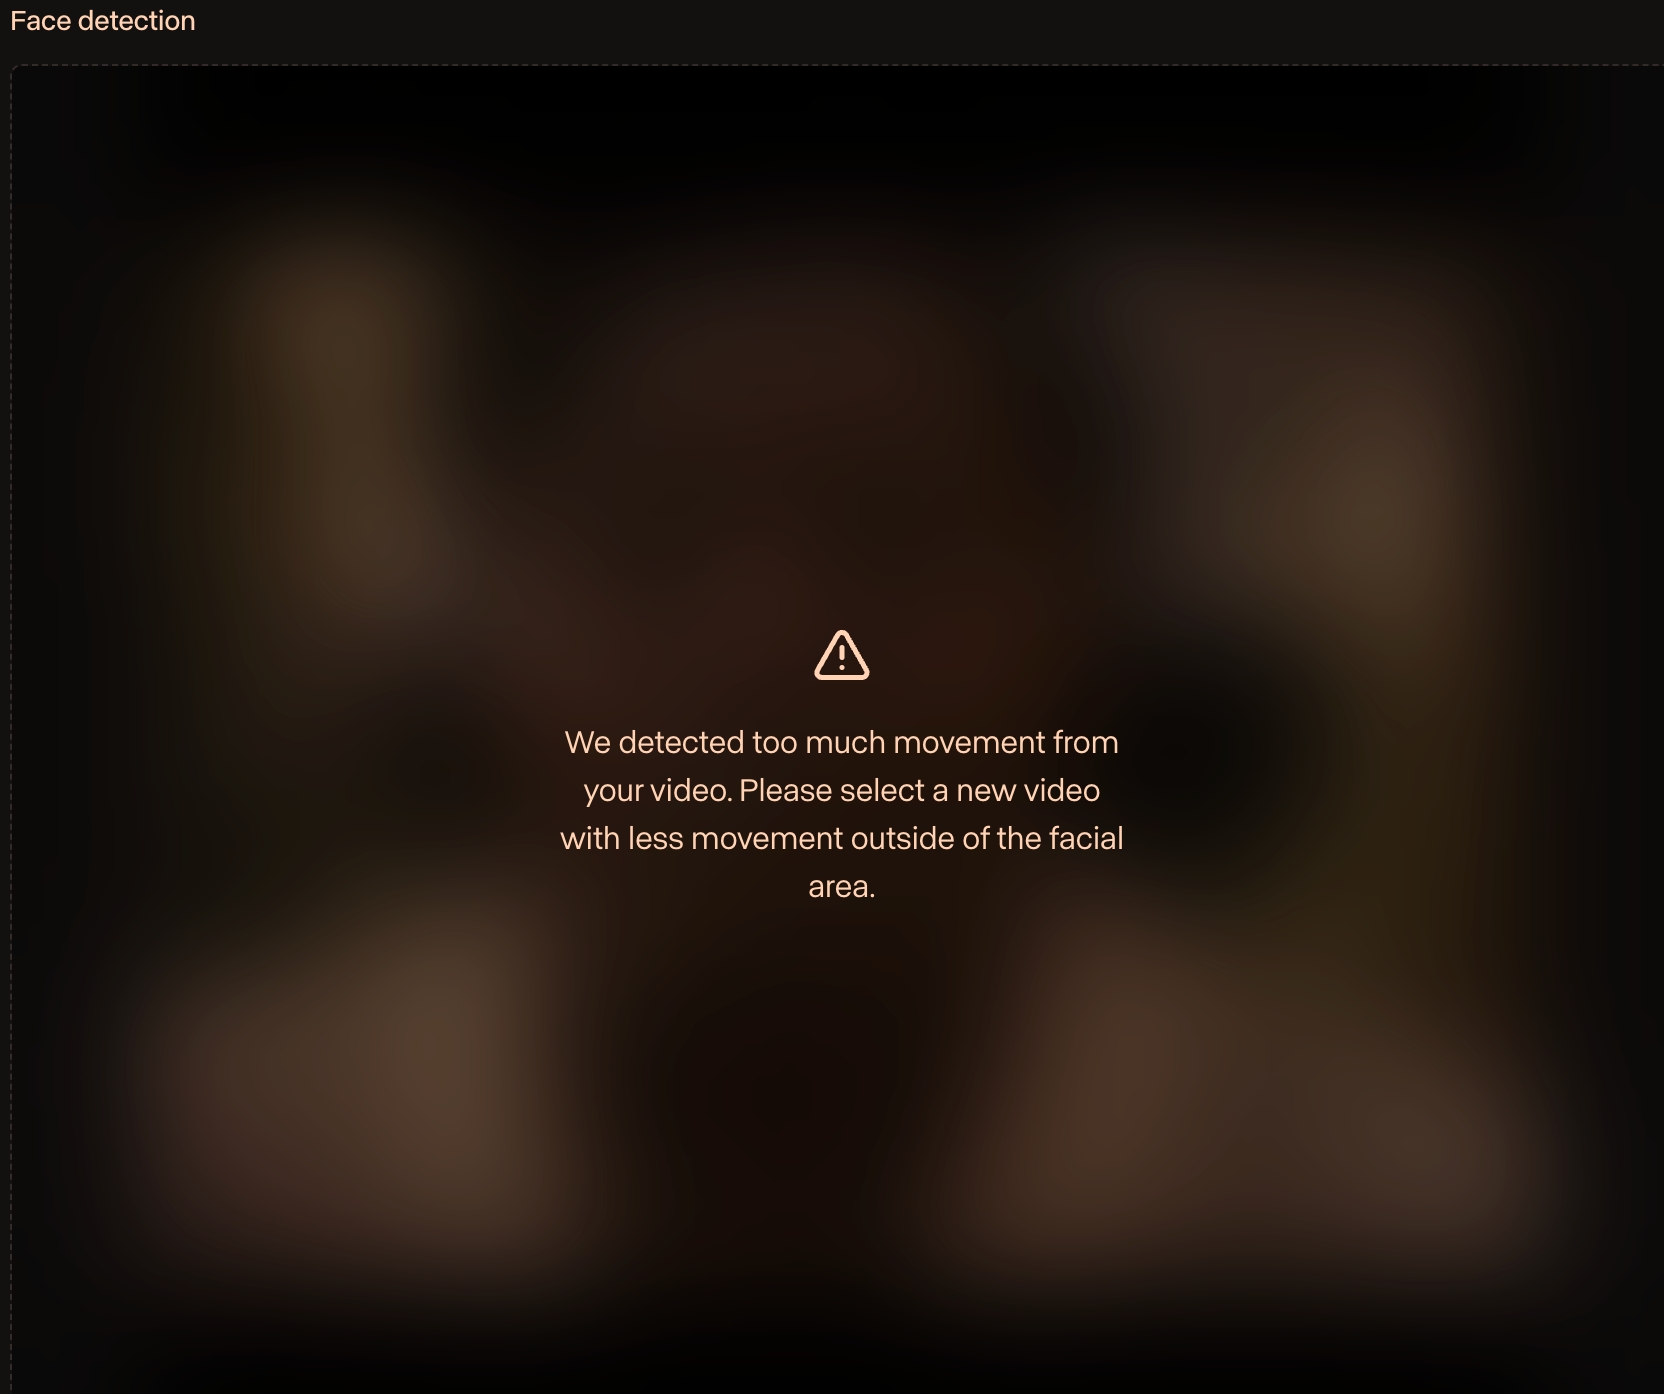 Face detection
We detected too much movement from
your video. Please select a new video
with less movement outside of the facial
area.